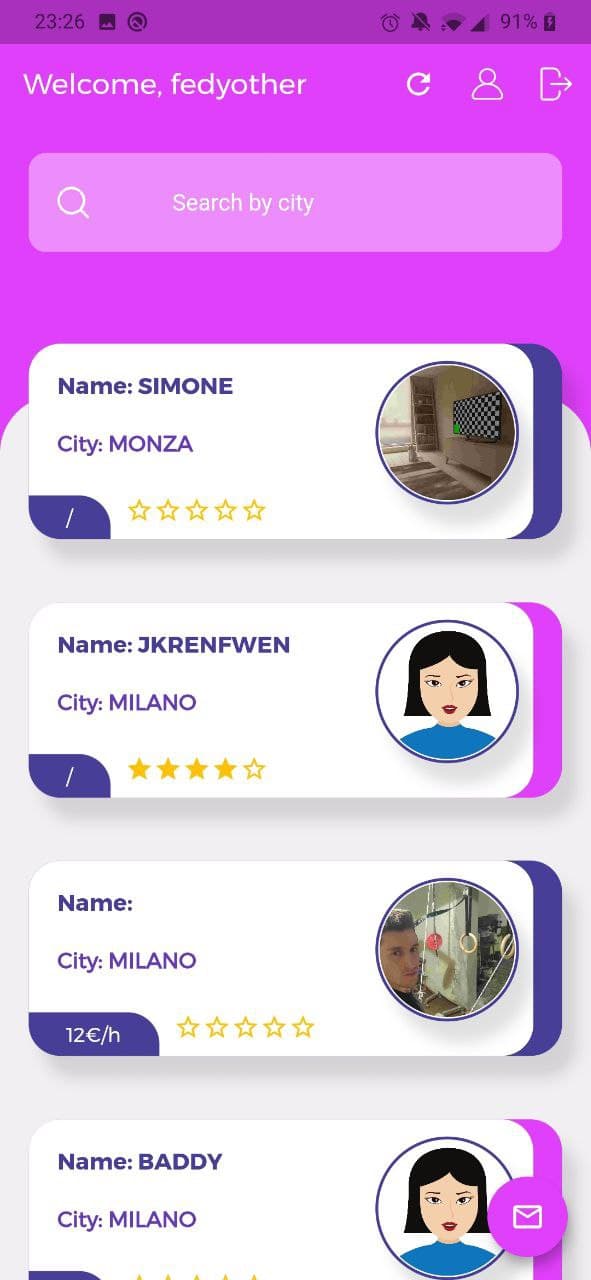 23:26 91%
Welcome, fedyother
Search by city
Name: SIMONE
City: MONZA
/
Name: JKRENFWEN
City: MILANO
/
Name:
City: MILANO
12€/h
Name: BADDY
City: MILANO